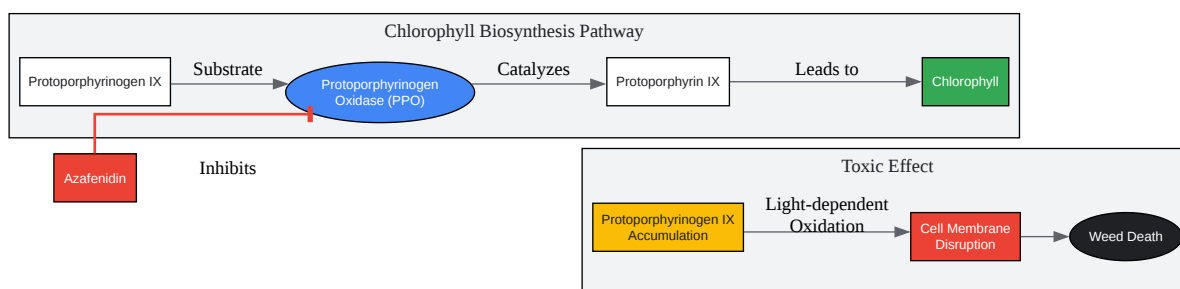 Chlorophyll Biosynthesis Pathway
Protoporphyrinogen IX
Substrate
Protoporphyrinogen
Oxidase (PPO)
Catalyzes
Protoporphyrin IX
Leads to
Chlorophyll
Azafenidin
Inhibits
Toxic Effect
Protoporphyrinogen IX
Accumulation
Light-dependent
Oxidation
Cell Membrane
Disruption
Weed Death